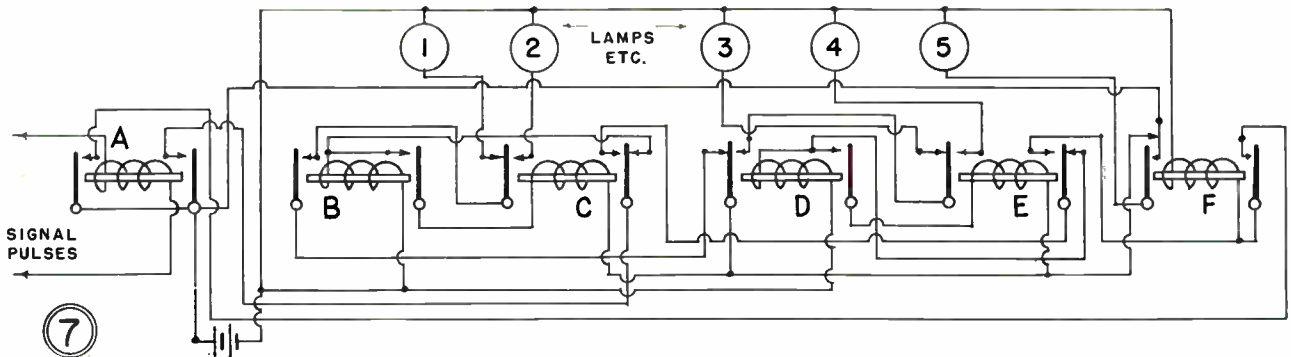 1 2 LAMPS ETC. 3 4 5
A
B C D E F
SIGNAL
PULSES
7